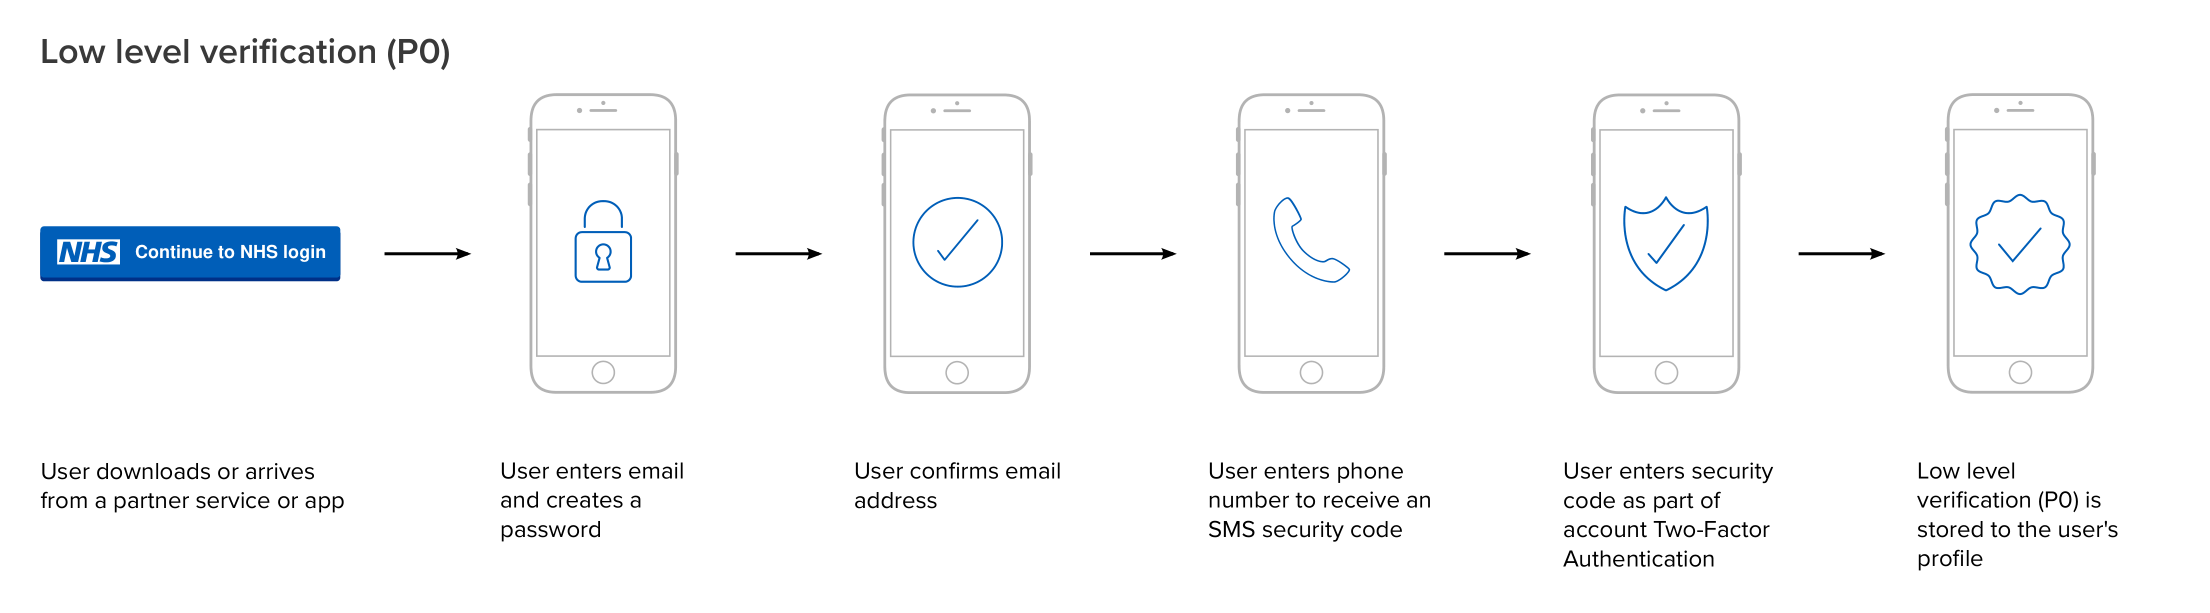 Low level verification (P0)
NHS Continue to NHS login
User downloads or arrives
from a partner service or app
User enters email
and creates a
password
User confirms email
address
User enters phone
number to receive an
SMS security code
User enters security
code as part of
account Two-Factor
Authentication
Low level
verification (P0) is
stored to the user's
profile